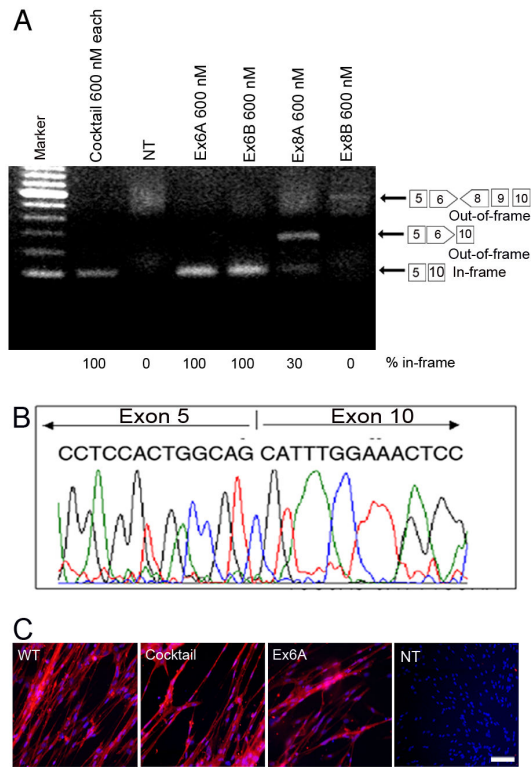 A
Marker
Cocktail 600 nM each
NT
Ex6A 600 nM
Ex6B 600 nM
Ex8A 600 nM
Ex8B 600 nM
5 6 8 9 10
Out-of-frame
5 6 10
Out-of-frame
5 10 In-frame
100 0 100 100 30 0 % in-frame
B
Exon 5 Exon 10
CCTCCACTGGCAG CATTTGGAAACTCC
C
WT Cocktail Ex6A NT